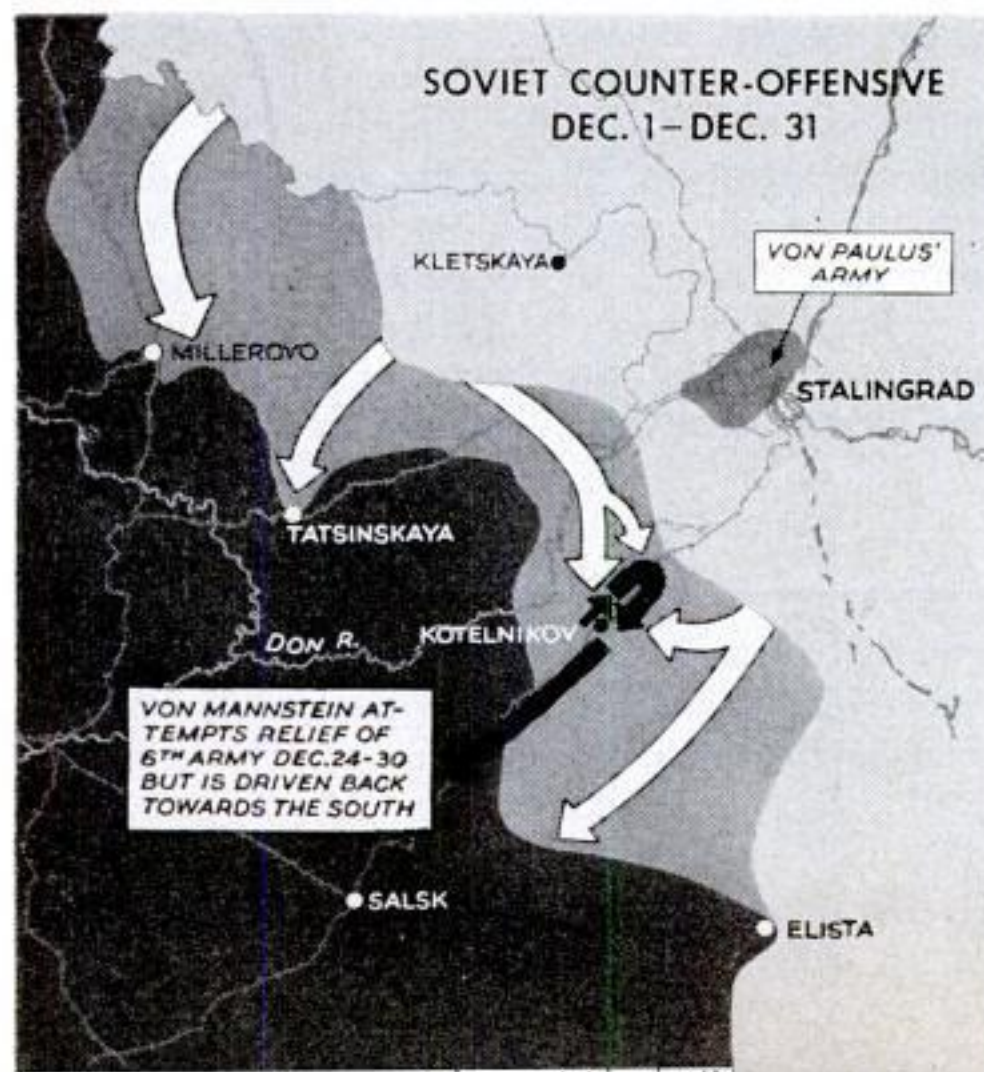 SOVIET COUNTER-OFFENSIVE
DEC. 1–DEC. 31
KLETSKAYA
VON PAULUS'
ARMY
MILLEROVO
STALINGRAD
TATSINSKAYA
KOTELNIKOV
DON R.
VON MANNSTEIN AT-
TEMPTS RELIEF OF
6TH ARMY DEC. 24-30
BUT IS DRIVEN BACK
TOWARDS THE SOUTH
SALSK
ELISTA